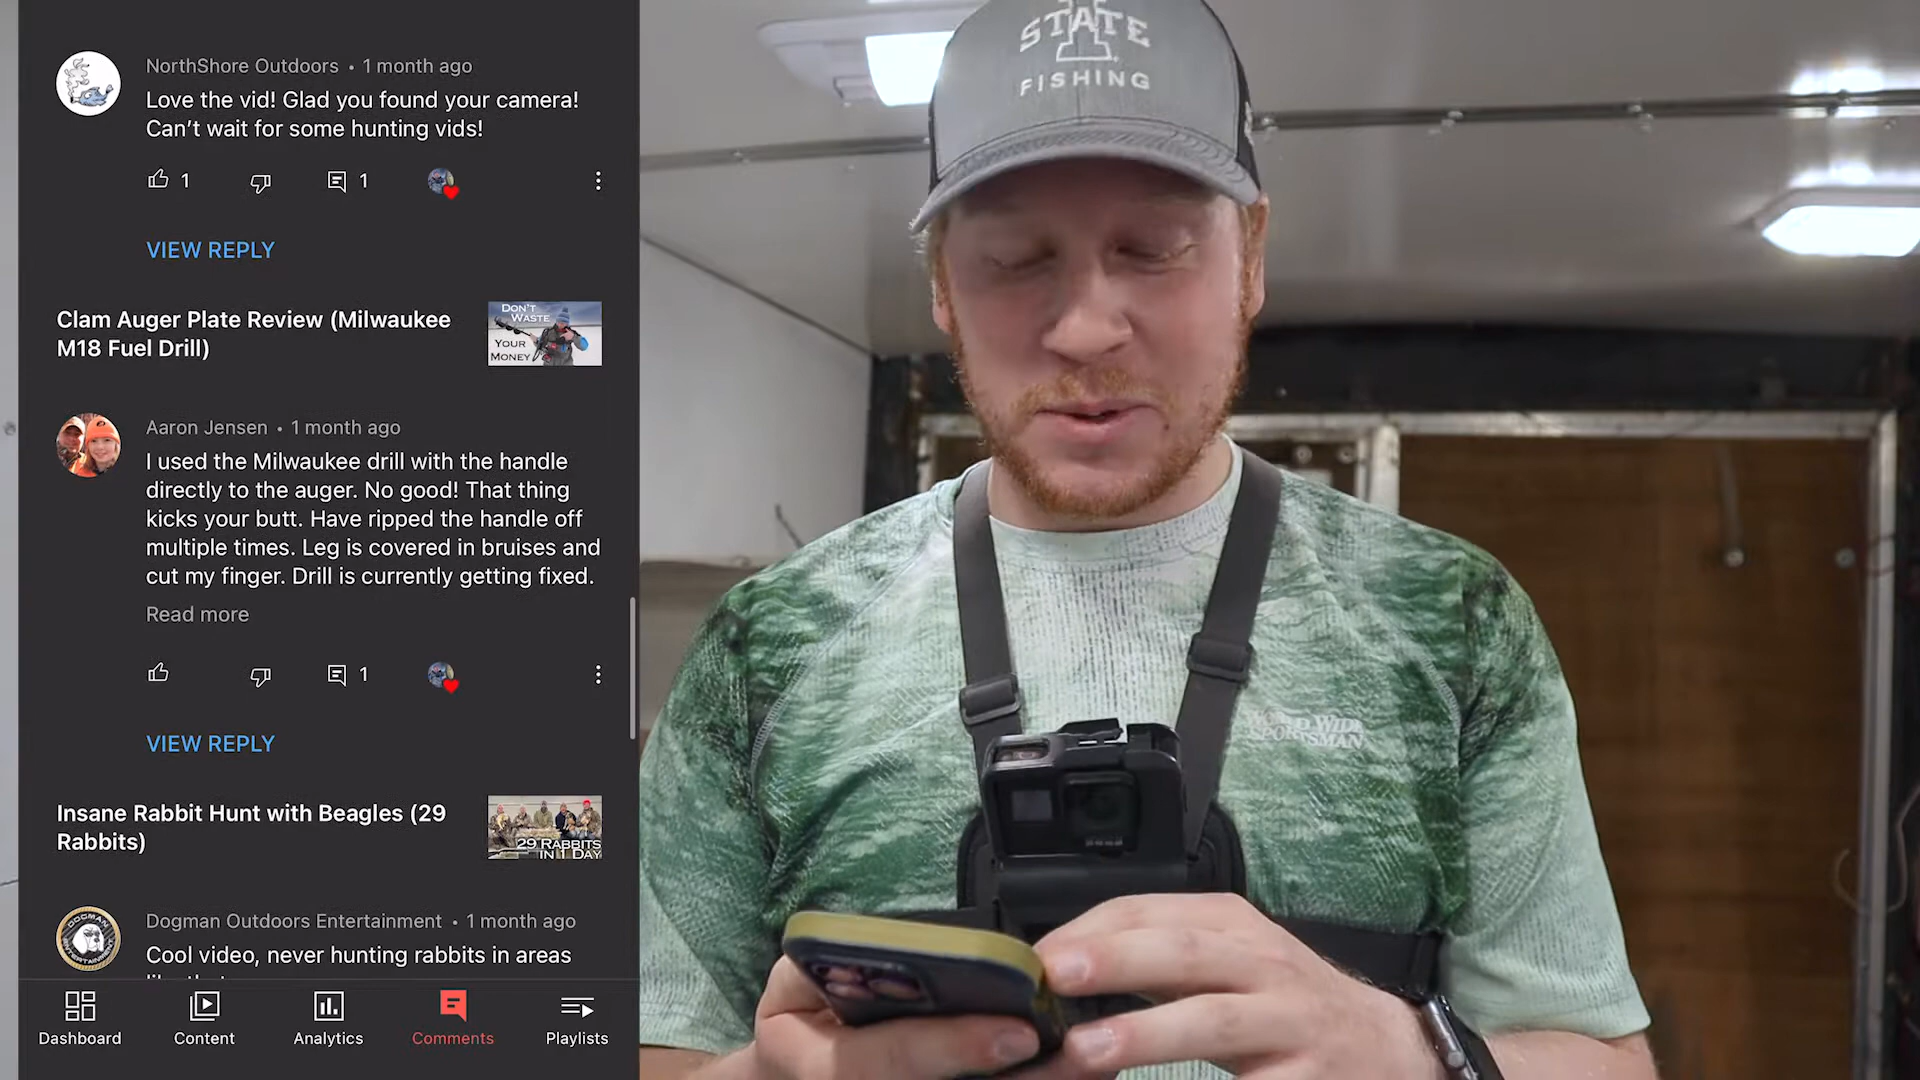 NorthShore Outdoors • 1 month ago
Love the vid! Glad you found your camera!
Can’t wait for some hunting vids!
1
1
VIEW REPLY
Clam Auger Plate Review (Milwaukee
M18 Fuel Drill)
DON'T
WASTE
YOUR
MONEY
Aaron Jensen • 1 month ago
I used the Milwaukee drill with the handle
directly to the auger. No good! That thing
kicks your butt. Have ripped the handle off
multiple times. Leg is covered in bruises and
cut my finger. Drill is currently getting fixed.
Read more
1
VIEW REPLY
Insane Rabbit Hunt with Beagles (29
Rabbits)
29 RABBITS
IN 1 DAY
Dogman Outdoors Entertainment • 1 month ago
Cool video, never hunting rabbits in areas
Dashboard
Content
Analytics
Comments
Playlists
STATE
FISHING
WORLD WIDE
SPORTSMAN